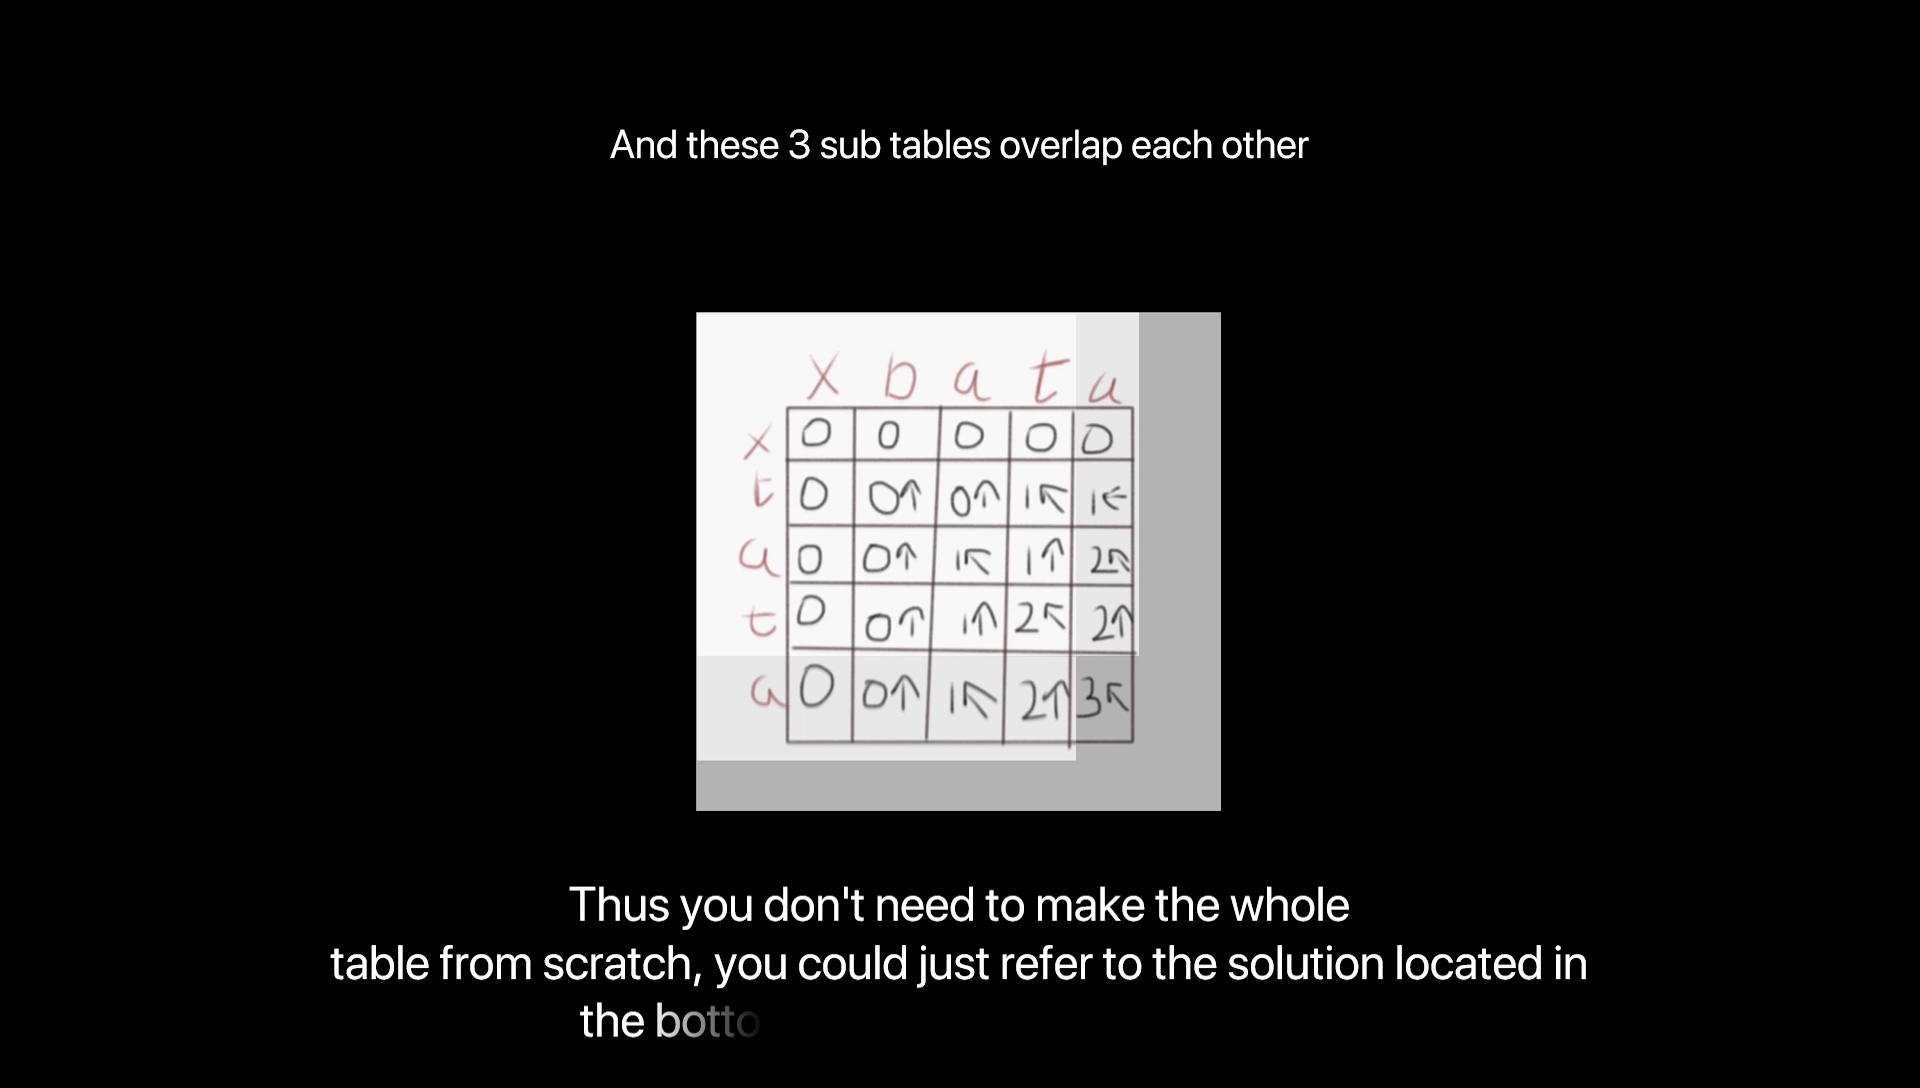 And these 3 sub tables overlap each other
x b a t a
x 0 0 0 0 0
t 0 0↑ 0↑ 1↖ 1←
a 0 0↑ 1↖ 1↑ 2↖
t 0 0↑ 1↑ 2↖ 2↑
a 0 0↑ 1↖ 2↑ 3↖
Thus you don't need to make the whole
table from scratch, you could just refer to the solution located in
the botto